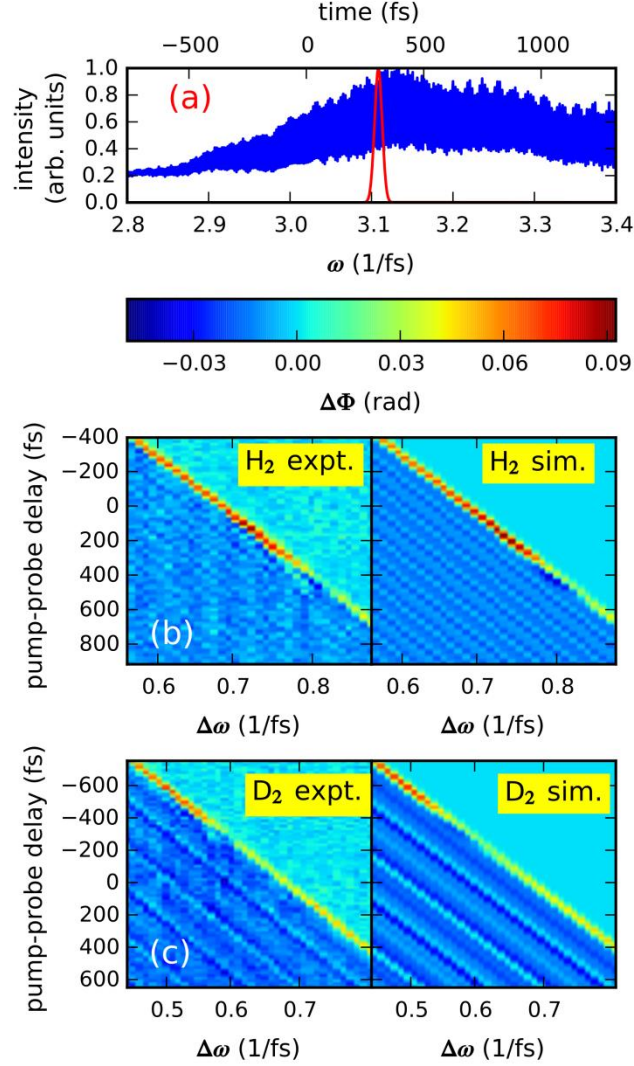 time (fs)
−500 0 500 1000
1.0
0.8
0.6
0.4
0.2
0.0
intensity
(arb. units)
(a)
2.8 2.9 3.0 3.1 3.2 3.3 3.4
ω (1/fs)
−0.03 0.00 0.03 0.06 0.09
ΔΦ (rad)
pump-probe delay (fs)
−400
−200
0
200
400
600
800
H₂ expt.
H₂ sim.
(b)
0.6 0.7 0.8 0.6 0.7 0.8
Δω (1/fs) Δω (1/fs)
pump-probe delay (fs)
−600
−400
−200
0
200
400
600
D₂ expt.
D₂ sim.
(c)
0.5 0.6 0.7 0.5 0.6 0.7
Δω (1/fs) Δω (1/fs)